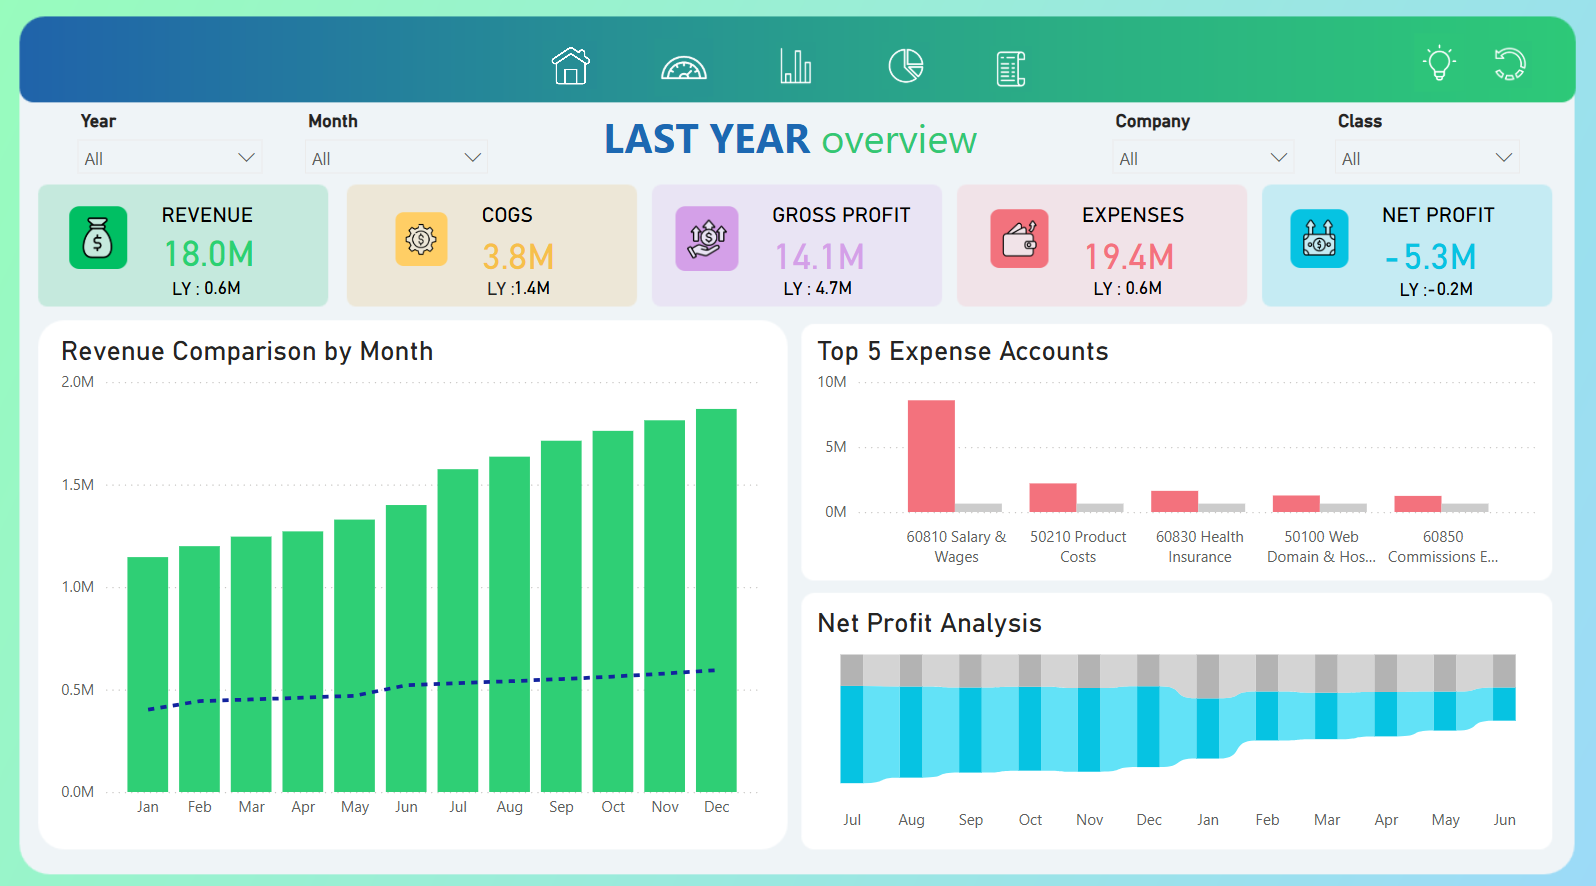 Year
Month
LAST YEAR overview
Company
Class
All
All
All
All
REVENUE
18.0M
LY : 0.6M
COGS
3.8M
LY :1.4M
GROSS PROFIT
14.1M
LY : 4.7M
EXPENSES
19.4M
LY : 0.6M
NET PROFIT
-5.3M
LY :-0.2M
Revenue Comparison by Month
2.0M
1.5M
1.0M
0.5M
0.0M
Jan Feb Mar Apr May Jun Jul Aug Sep Oct Nov Dec
Top 5 Expense Accounts
10M
5M
0M
60810 Salary &
Wages
50210 Product
Costs
60830 Health
Insurance
50100 Web
Domain & Hos...
60850
Commissions E...
Net Profit Analysis
Jul Aug Sep Oct Nov Dec Jan Feb Mar Apr May Jun